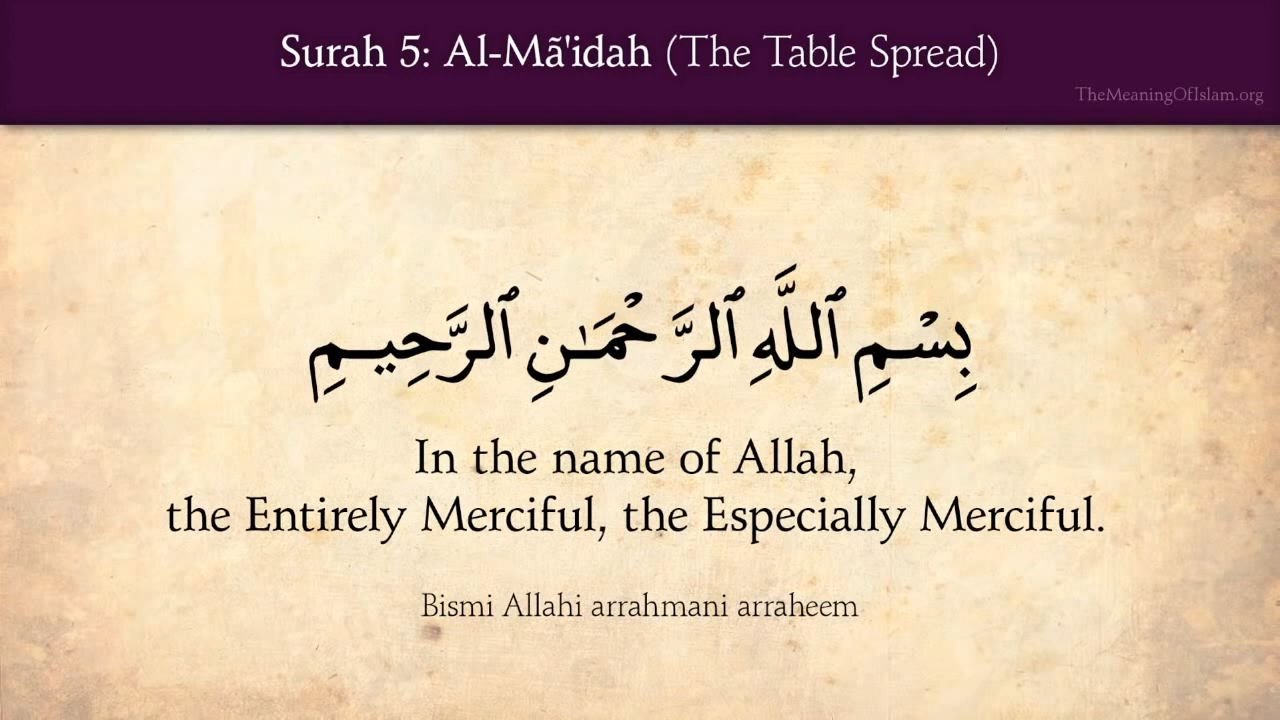 Surah 5: Al-Mã'idah (The Table Spread)
TheMeaningOfIslam.org
بِسْمِ ٱللَّهِ ٱلرَّحْمَـٰنِ ٱلرَّحِيمِ
In the name of Allah,
the Entirely Merciful, the Especially Merciful.
Bismi Allahi arrahmani arraheem